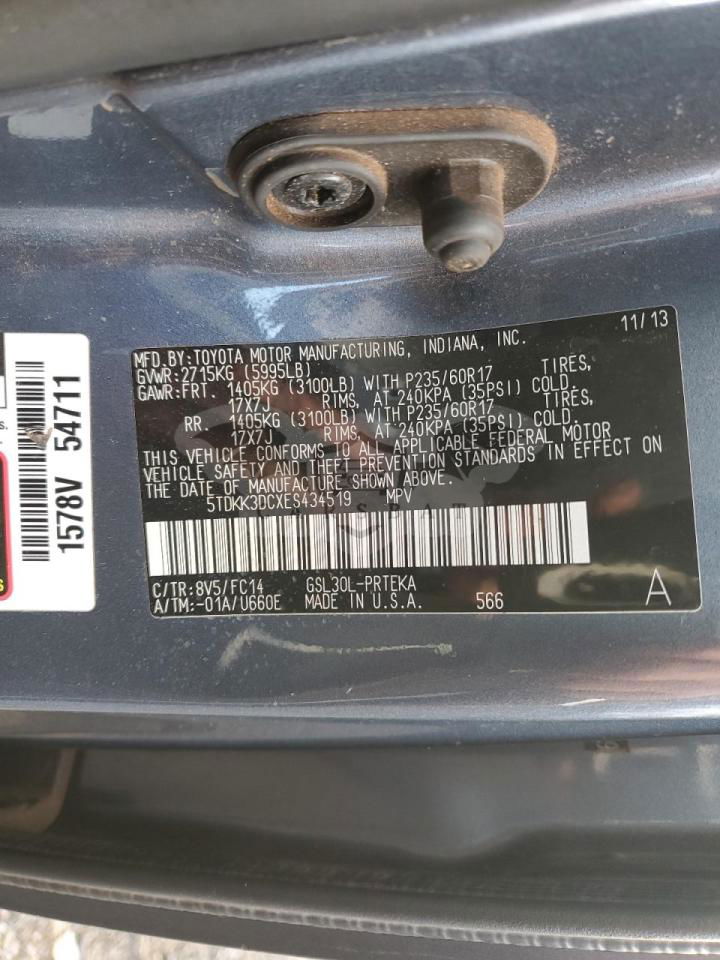 11/13
MFD.BY:TOYOTA MOTOR MANUFACTURING, INDIANA, INC.
GVWR:2715KG (5995LB)
GAWR:FRT. 1405KG (3100LB) WITH P235/60R17 TIRES,
17X7J RIMS, AT 240KPA (35PSI) COLD.
RR. 1405KG (3100LB) WITH P235/60R17 TIRES,
17X7J RIMS, AT 240KPA (35PSI) COLD.
THIS VEHICLE CONFORMS TO ALL APPLICABLE FEDERAL MOTOR
VEHICLE SAFETY AND THEFT PREVENTION STANDARDS IN EFFECT ON
THE DATE OF MANUFACTURE SHOWN ABOVE.
5TDKK3DCXES434519 MPV
C/TR:8V5/FC14 GSL30L-PRTEKA
A/TM:-01A/U660E MADE IN U.S.A. 566 A
1578V 54711